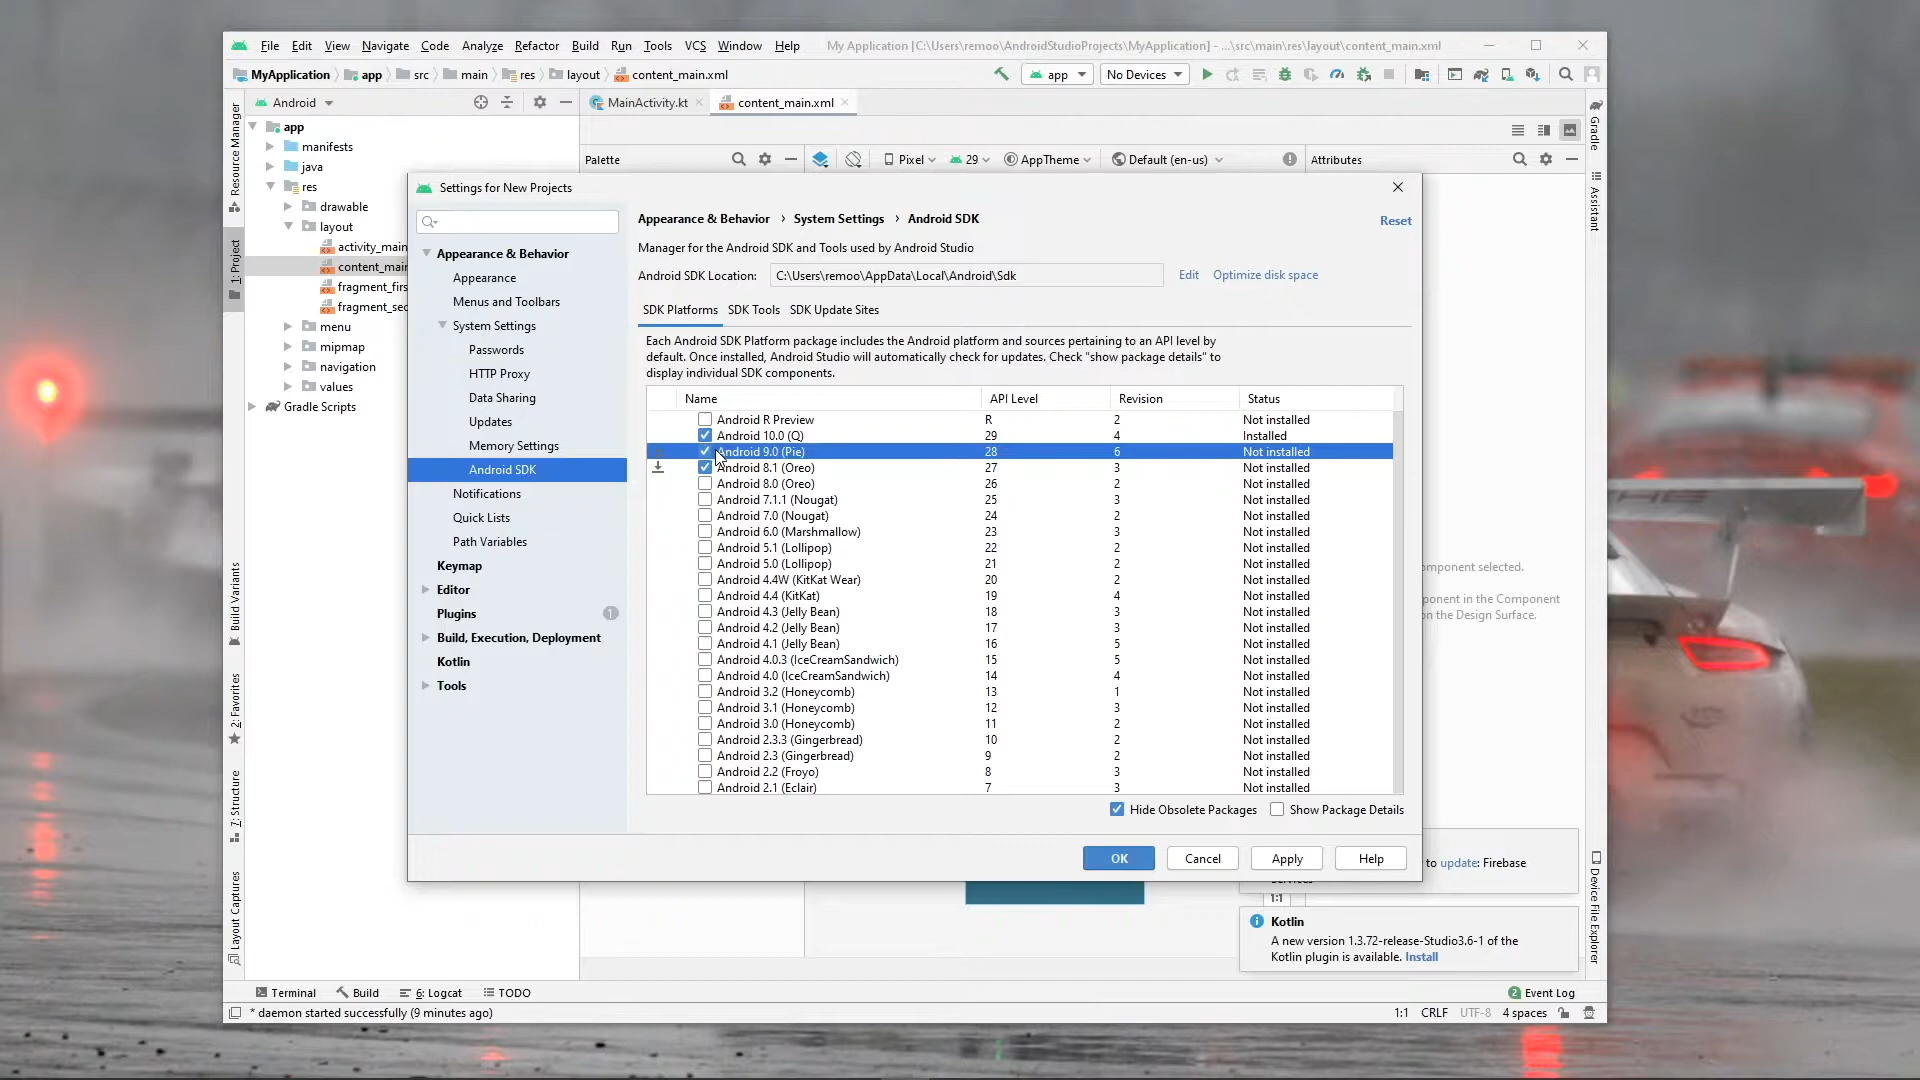 File Edit View Navigate Code Analyze Refactor Build Run Tools VCS Window Help My Application [C:\Users\remoo\AndroidStudioProjects\MyApplication] - ...\src\main\res\layout\content_main.xml
MyApplication app src main res layout content_main.xml app No Devices
Android MainActivity.kt content_main.xml
Resource Manager
1: Project
Build Variants
2: Favorites
7: Structure
Layout Captures
app
manifests
java
res
drawable
layout
activity_main
content_main
fragment_firs
fragment_sec
menu
mipmap
navigation
values
Gradle Scripts
Palette Pixel 29 AppTheme Default (en-us) Attributes
Gradle
Assistant
Device File Explorer
Settings for New Projects
Appearance & Behavior
Appearance
Menus and Toolbars
System Settings
Passwords
HTTP Proxy
Data Sharing
Updates
Memory Settings
Android SDK
Notifications
Quick Lists
Path Variables
Keymap
Editor
Plugins 1
Build, Execution, Deployment
Kotlin
Tools
Appearance & Behavior › System Settings › Android SDK Reset
Manager for the Android SDK and Tools used by Android Studio
Android SDK Location: C:\Users\remoo\AppData\Local\Android\Sdk Edit Optimize disk space
SDK Platforms SDK Tools SDK Update Sites
Each Android SDK Platform package includes the Android platform and sources pertaining to an API level by
default. Once installed, Android Studio will automatically check for updates. Check "show package details" to
display individual SDK components.
Name API Level Revision Status
Android R Preview R 2 Not installed
Android 10.0 (Q) 29 4 Installed
Android 9.0 (Pie) 28 6 Not installed
Android 8.1 (Oreo) 27 3 Not installed
Android 8.0 (Oreo) 26 2 Not installed
Android 7.1.1 (Nougat) 25 3 Not installed
Android 7.0 (Nougat) 24 2 Not installed
Android 6.0 (Marshmallow) 23 3 Not installed
Android 5.1 (Lollipop) 22 2 Not installed
Android 5.0 (Lollipop) 21 2 Not installed
Android 4.4W (KitKat Wear) 20 2 Not installed
Android 4.4 (KitKat) 19 4 Not installed
Android 4.3 (Jelly Bean) 18 3 Not installed
Android 4.2 (Jelly Bean) 17 3 Not installed
Android 4.1 (Jelly Bean) 16 5 Not installed
Android 4.0.3 (IceCreamSandwich) 15 5 Not installed
Android 4.0 (IceCreamSandwich) 14 4 Not installed
Android 3.2 (Honeycomb) 13 1 Not installed
Android 3.1 (Honeycomb) 12 3 Not installed
Android 3.0 (Honeycomb) 11 2 Not installed
Android 2.3.3 (Gingerbread) 10 2 Not installed
Android 2.3 (Gingerbread) 9 2 Not installed
Android 2.2 (Froyo) 8 3 Not installed
Android 2.1 (Eclair) 7 3 Not installed
Hide Obsolete Packages Show Package Details
OK Cancel Apply Help
mponent selected.
ponent in the Component
on the Design Surface.
to update: Firebase
1:1
Kotlin
A new version 1.3.72-release-Studio3.6-1 of the
Kotlin plugin is available. Install
Terminal Build 6: Logcat TODO 2 Event Log
* daemon started successfully (9 minutes ago) 1:1 CRLF UTF-8 4 spaces